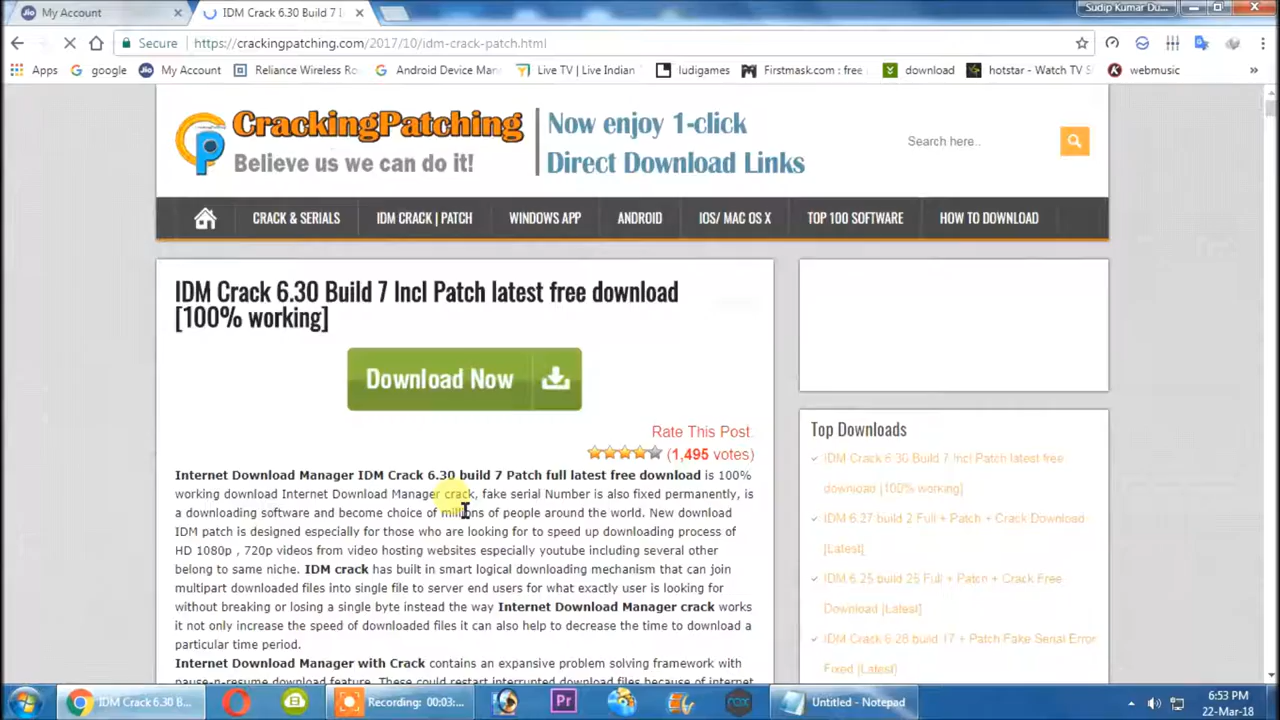 My Account
IDM Crack 6.30 Build 7 I
Sudip Kumar Du...
Secure
https://crackingpatching.com/2017/10/idm-crack-patch.html
Apps
google
My Account
Reliance Wireless Ro
Android Device Man
Live TV | Live Indian
ludigames
Firstmask.com : free
download
hotstar - Watch TV S
webmusic
»
CrackingPatching
Believe us we can do it!
Now enjoy 1-click
Direct Download Links
Search here..
CRACK & SERIALS
IDM CRACK | PATCH
WINDOWS APP
ANDROID
IOS/ MAC OS X
TOP 100 SOFTWARE
HOW TO DOWNLOAD
IDM Crack 6.30 Build 7 Incl Patch latest free download
[100% working]
Download Now
Rate This Post.
(1,495 votes)
Internet Download Manager IDM Crack 6.30 build 7 Patch full latest free download is 100%
working download Internet Download Manager crack, fake serial Number is also fixed permanently, is
a downloading software and become choice of millions of people around the world. New download
IDM patch is designed especially for those who are looking for to speed up downloading process of
HD 1080p , 720p videos from video hosting websites especially youtube including several other
belong to same niche. IDM crack has built in smart logical downloading mechanism that can join
multipart downloaded files into single file to server end users for what exactly user is looking for
without breaking or losing a single byte instead the way Internet Download Manager crack works
it not only increase the speed of downloaded files it can also help to decrease the time to download a
particular time period.
Internet Download Manager with Crack contains an expansive problem solving framework with
pause-n-resume download feature. These could restart interrupted downloaded files because of internet
Top Downloads
IDM Crack 6.30 Build 7 Incl Patch latest free
download [100% working]
IDM 6.27 build 2 Full + Patch + Crack Download
[Latest]
IDM 6.25 build 25 Full + Patch + Crack Free
Download [Latest]
IDM Crack 6.28 build 17 + Patch Fake Serial Error
Fixed [Latest]
IDM Crack 6.30 B...
Recording: 00:03:...
Pr
Untitled - Notepad
6:53 PM
22-Mar-18